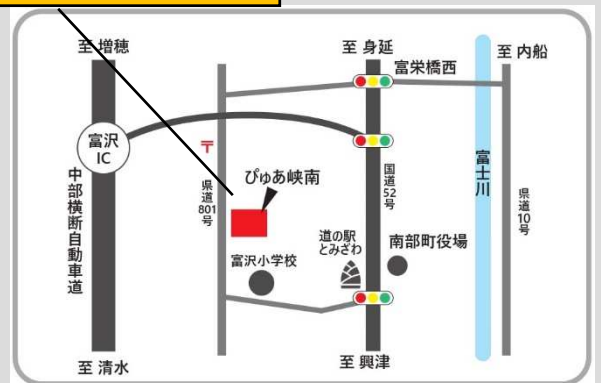 至 増穂
至 身延
至 内船
富栄橋西
富沢
IC
〒
ぴゅあ峡南
県道801号
国道52号
富士川
県道10号
中部横断自動車道
道の駅
とみざわ
南部町役場
富沢小学校
至 清水
至 興津